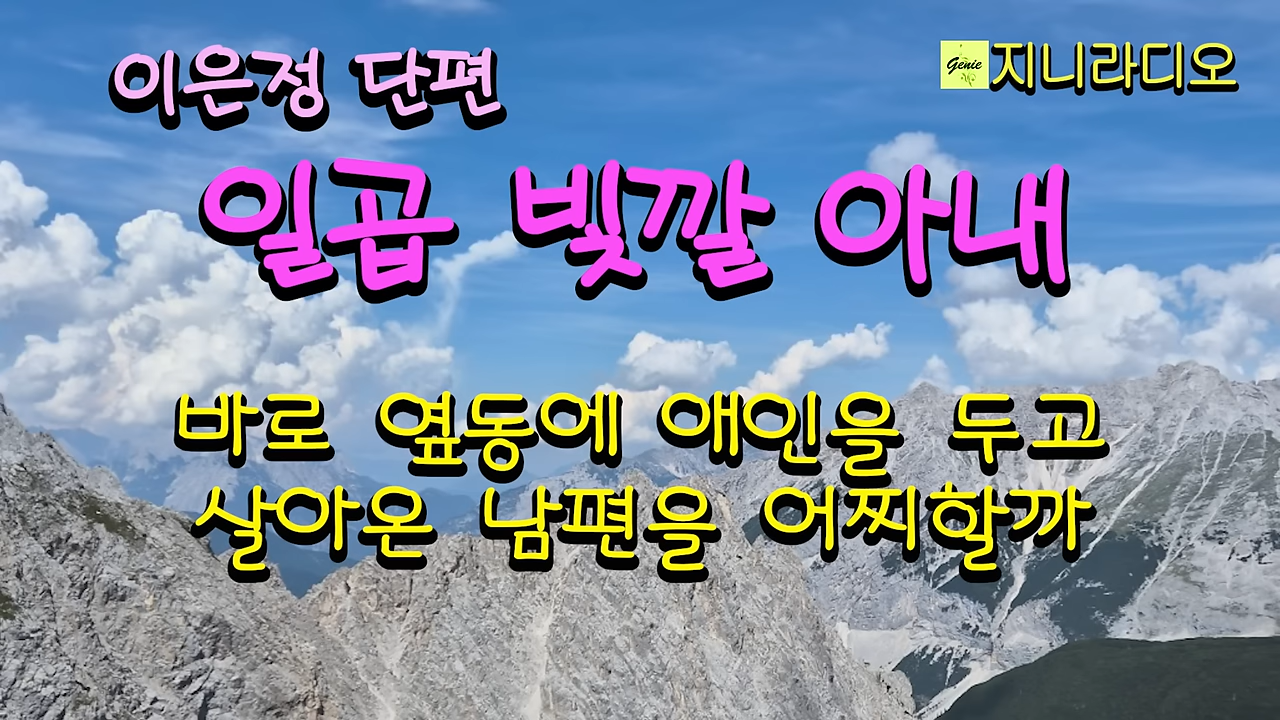 이은정 단편
Genie 지니라디오
일곱 빛깔 아내
바로 옆동에 애인을 두고
살아온 남편을 어찌할까